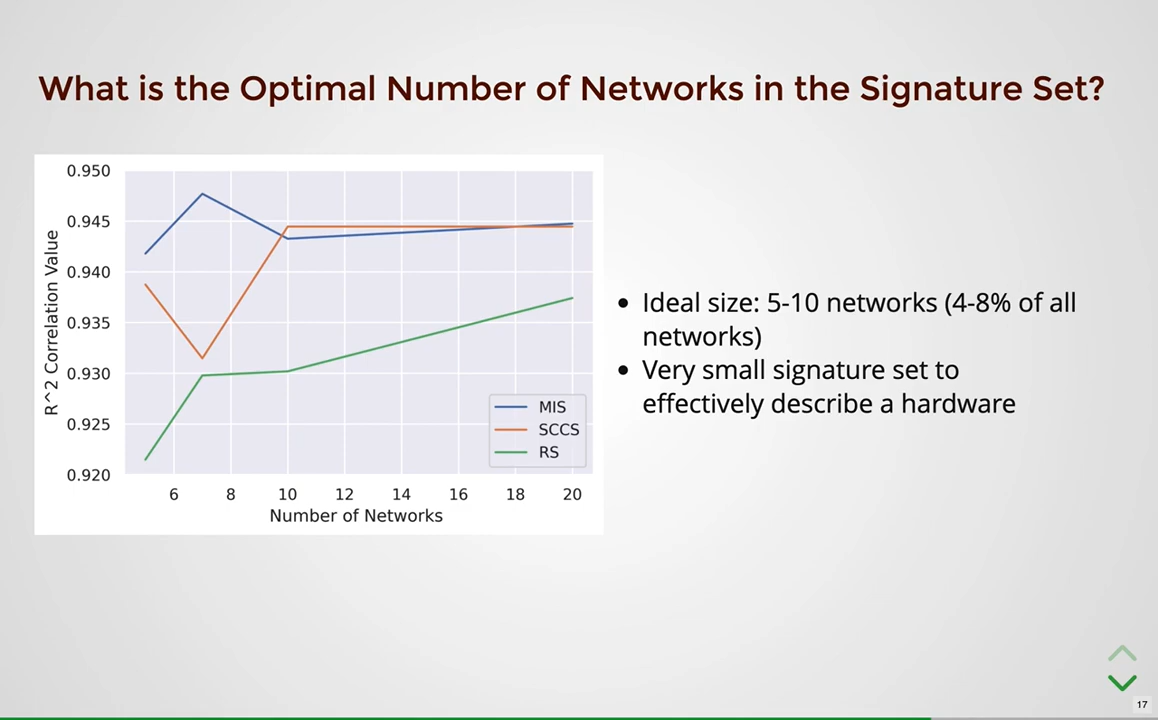 What is the Optimal Number of Networks in the Signature Set?
0.950
0.945
0.940
0.935
0.930
0.925
0.920
R^2 Correlation Value
6 8 10 12 14 16 18 20
Number of Networks
MIS
SCCS
RS
• Ideal size: 5-10 networks (4-8% of all
networks)
• Very small signature set to
effectively describe a hardware
17